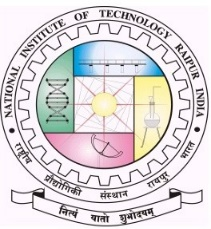 • NATIONAL INSTITUTE OF TECHNOLOGY RAIPUR INDIA •
राष्ट्रीय प्रौद्योगिकी संस्थान रायपुर भारत
नित्यं यातो शुभोदयम्